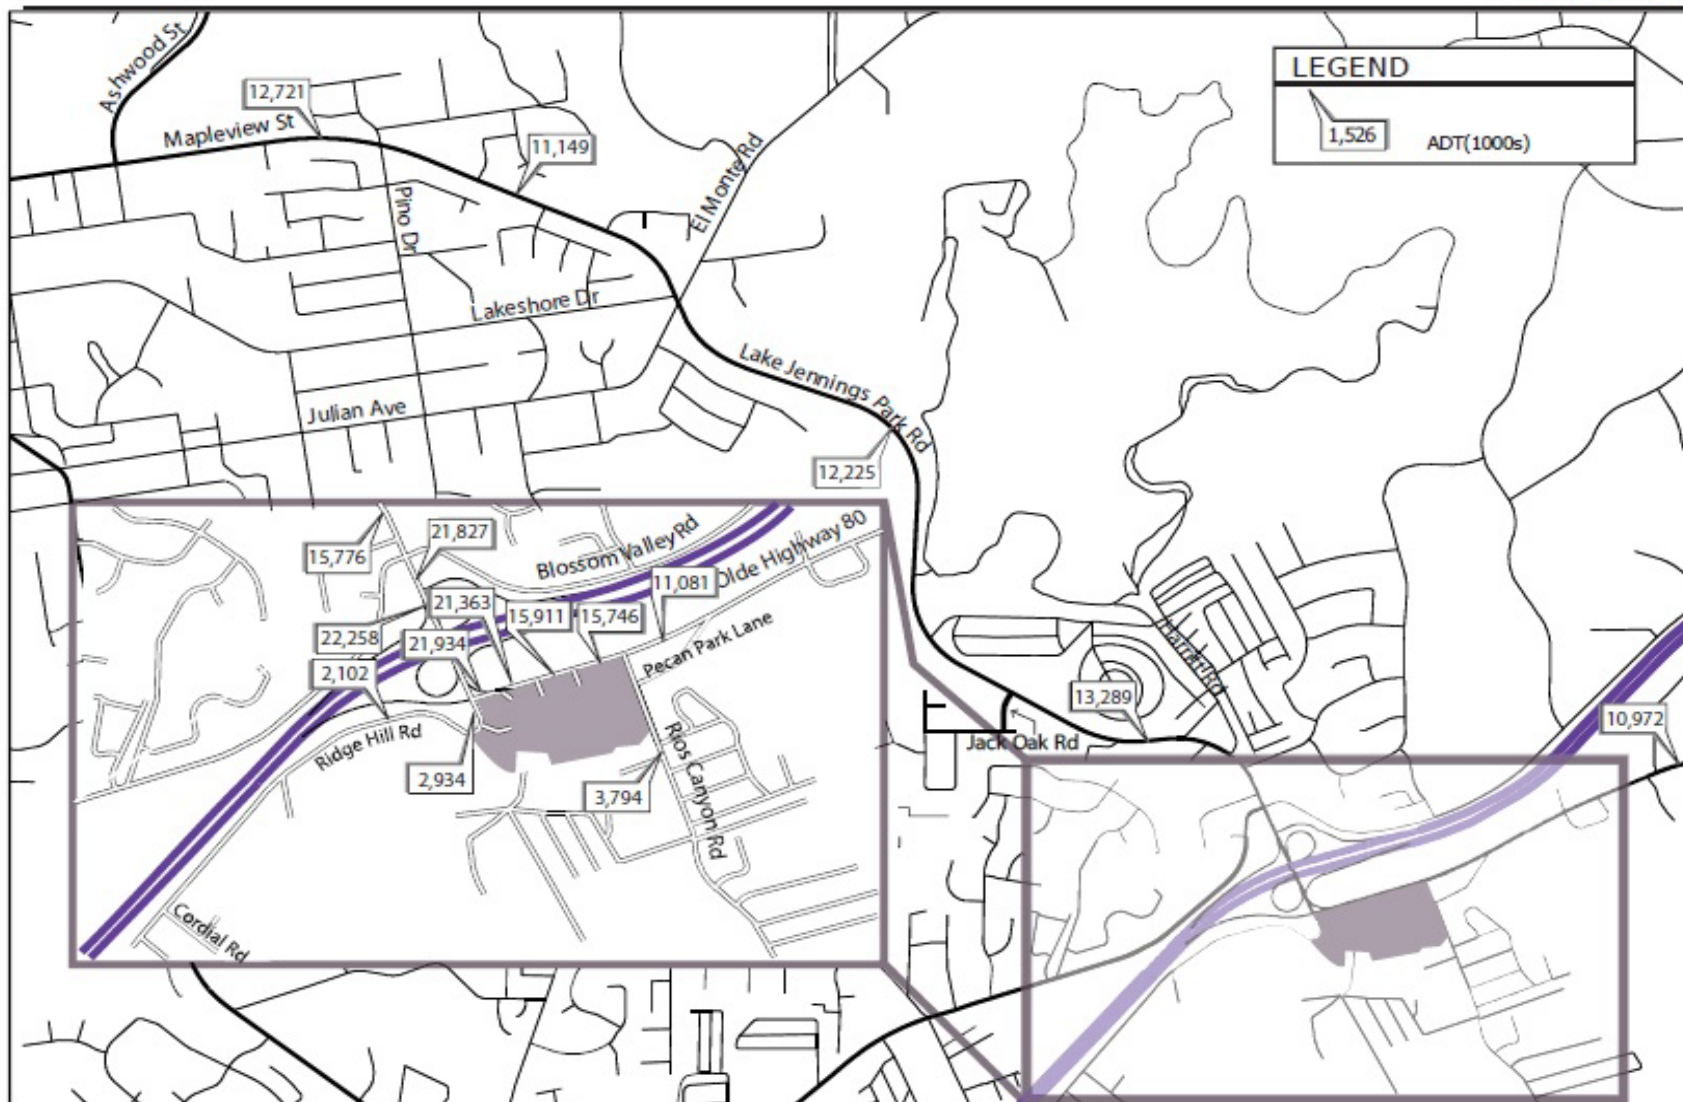 Ashwood St
LEGEND
12,721
Mapleview St
1,526
ADT(1000s)
11,149
El Monte Rd
Pino Dr
Lakeshore Dr
Lake Jennings Park Rd
Julian Ave
12,225
15,776
21,827
Blossom Valley Rd
Olde Highway 80
11,081
21,363
15,911
15,746
22,258
21,934
2,102
Pecan Park Lane
Harritt Rd
13,289
10,972
Ridge Hill Rd
Jack Oak Rd
2,934
3,794
Rios Canyon Rd
Cordial Rd